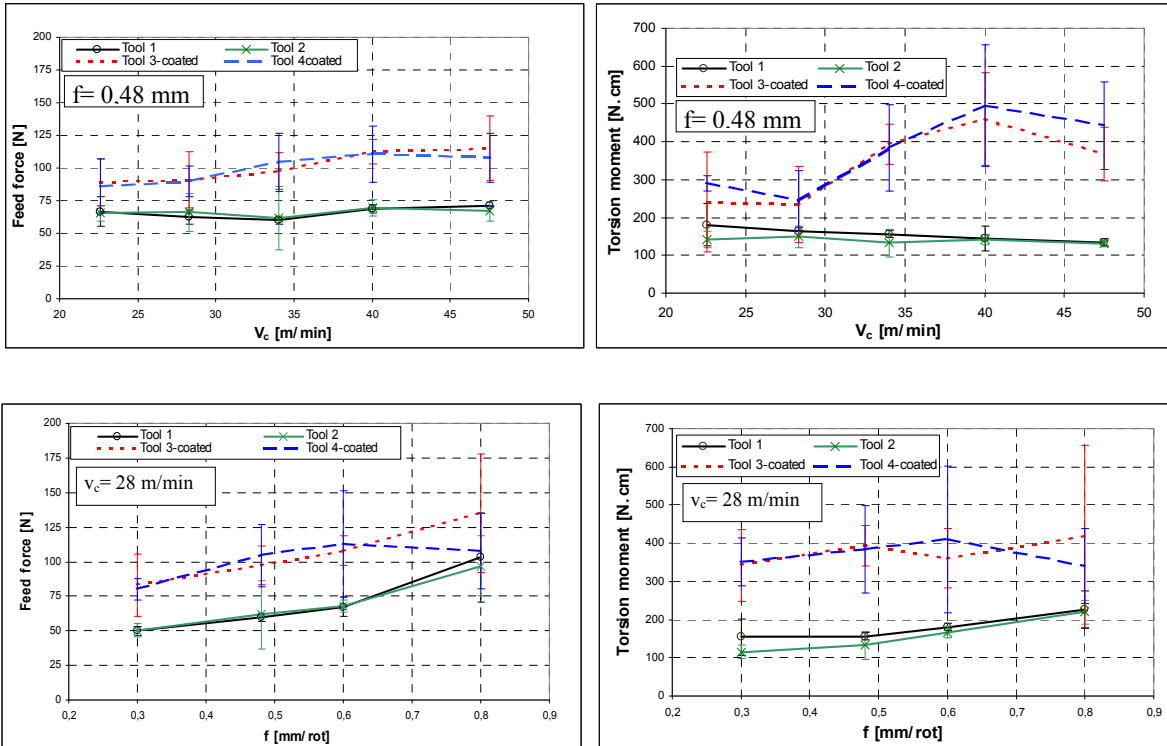 200
175
150
125
100
75
50
25
0
Feed force [N]
Tool 1
Tool 2
Tool 3-coated
Tool 4coated
f= 0.48 mm
20 25 30 35 40 45 50
Vc [m/min]
700
600
500
400
300
200
100
0
Torsion moment [N.cm]
Tool 1
Tool 2
Tool 3-coated
Tool 4-coated
f= 0.48 mm
20 25 30 35 40 45 50
Vc [m/min]
200
175
150
125
100
75
50
25
0
Feed force [N]
Tool 1
Tool 2
Tool 3-coated
Tool 4-coated
vc= 28 m/min
0,2 0,3 0,4 0,5 0,6 0,7 0,8 0,9
f [mm/rot]
700
600
500
400
300
200
100
0
Torsion moment [N.cm]
Tool 1
Tool 2
Tool 3-coated
Tool 4-coated
vc= 28 m/min
0,2 0,3 0,4 0,5 0,6 0,7 0,8 0,9
f [mm/rot]